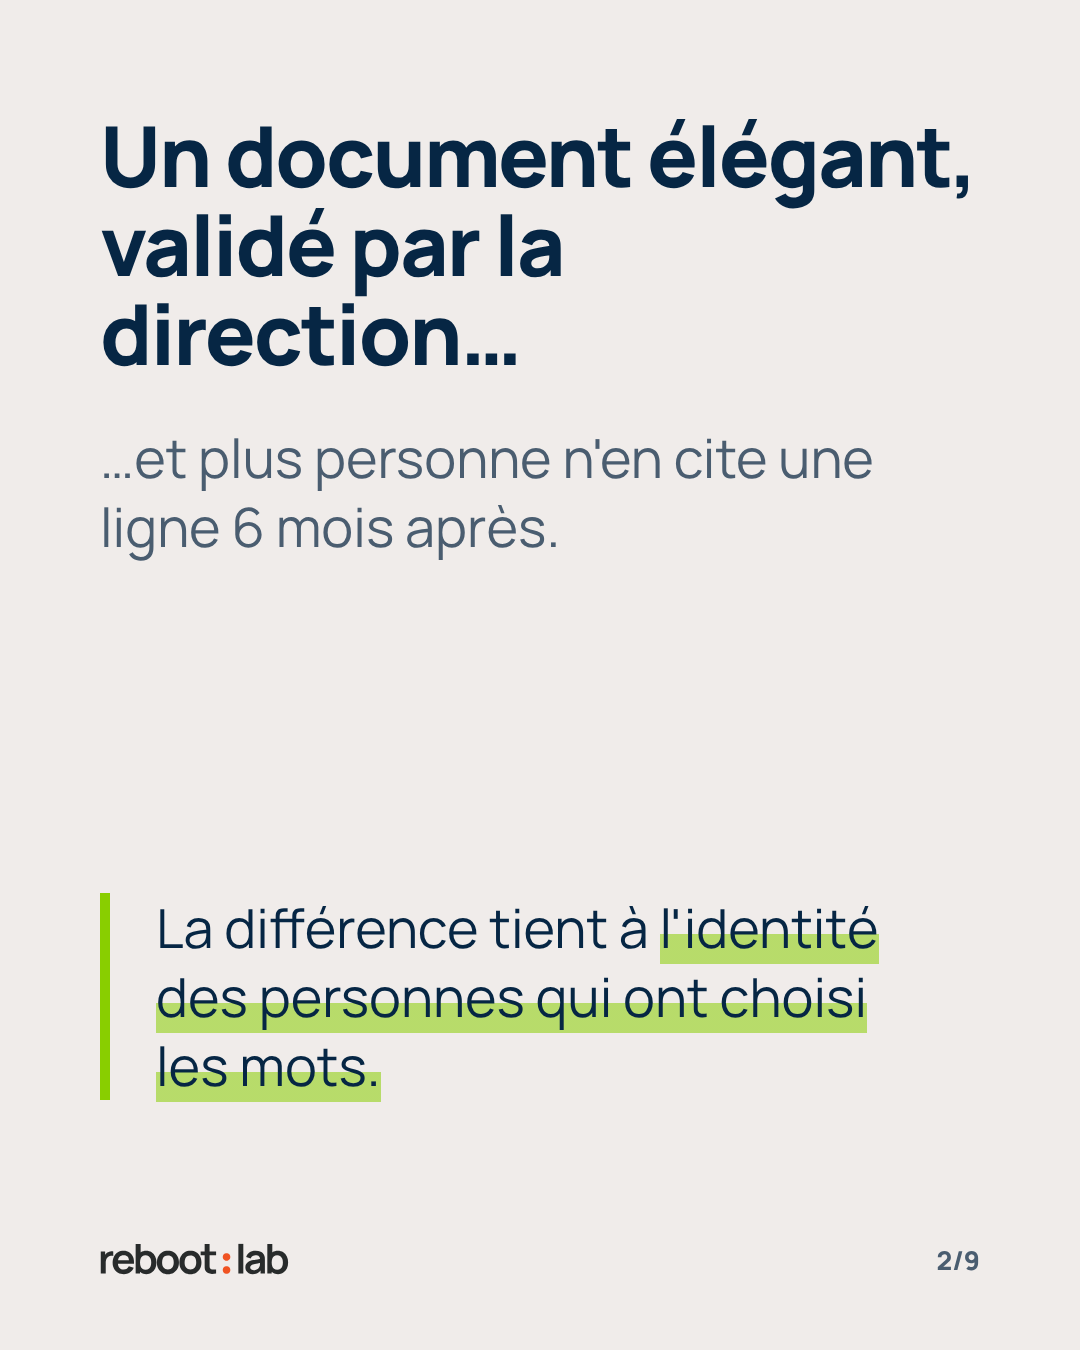 Un document élégant,
validé par la
direction…
…et plus personne n'en cite une
ligne 6 mois après.
La différence tient à l'identité
des personnes qui ont choisi
les mots.
reboot:lab
2/9